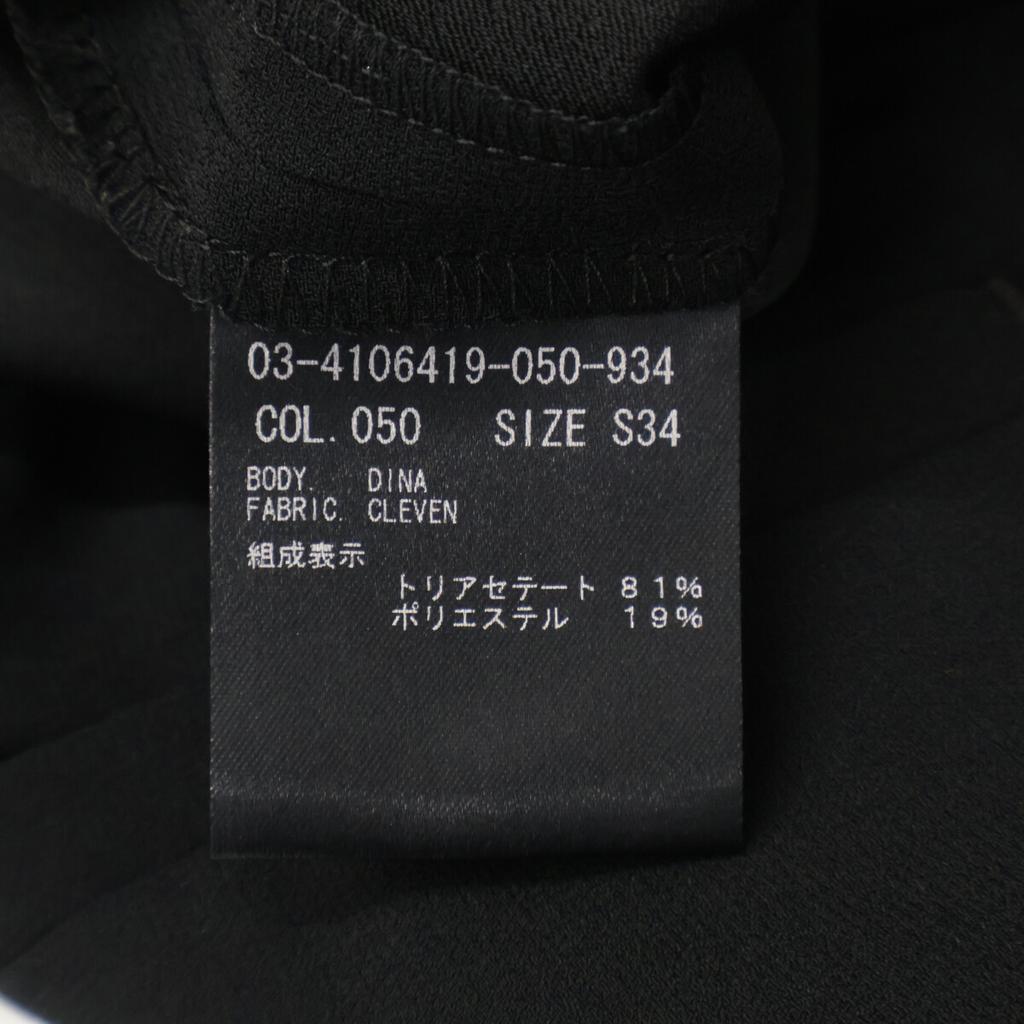 03-4106419-050-934
COL. 050 SIZE S34
BODY. DINA
FABRIC. CLEVEN
組成表示
トリアセテート 81%
ポリエステル 19%